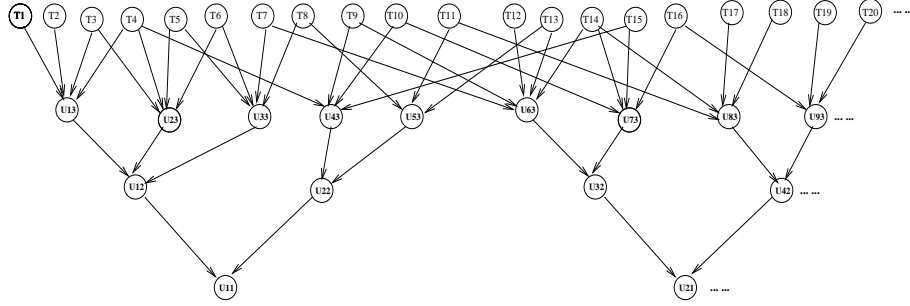 T1 T2 T3 T4 T5 T6 T7 T8 T9 T10 T11 T12 T13 T14 T15 T16 T17 T18 T19 T20 ... ...
U13 U23 U33 U43 U53 U63 U73 U83 U93 ... ...
U12 U22 U32 U42 ... ...
U11 U21 ... ...